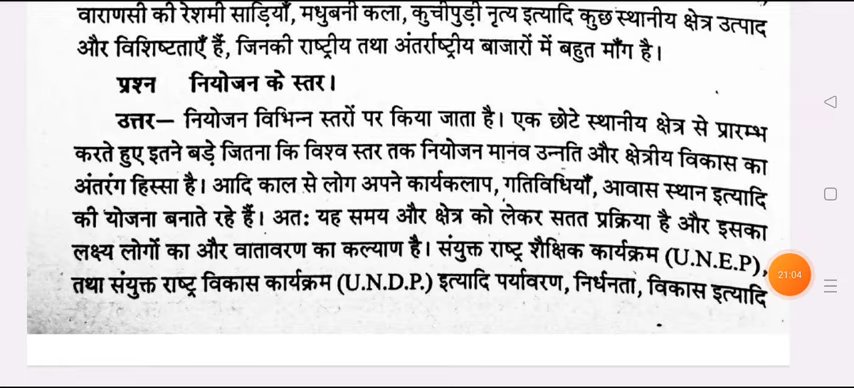 वाराणसी की रेशमी साड़ियाँ, मधुबनी कला, कुचीपुड़ी नृत्य इत्यादि कुछ स्थानीय क्षेत्र उत्पाद
और विशिष्टताएँ हैं, जिनकी राष्ट्रीय तथा अंतर्राष्ट्रीय बाजारों में बहुत माँग है।
प्रश्न नियोजन के स्तर।
उत्तर— नियोजन विभिन्न स्तरों पर किया जाता है। एक छोटे स्थानीय क्षेत्र से प्रारम्भ
करते हुए इतने बड़े जितना कि विश्व स्तर तक नियोजन मानव उन्नति और क्षेत्रीय विकास का
अंतरंग हिस्सा है। आदि काल से लोग अपने कार्यकलाप, गतिविधियाँ, आवास स्थान इत्यादि
की योजना बनाते रहे हैं। अतः यह समय और क्षेत्र को लेकर सतत प्रक्रिया है और इसका
लक्ष्य लोगों का और वातावरण का कल्याण है। संयुक्त राष्ट्र शैक्षिक कार्यक्रम (U.N.E.P),
तथा संयुक्त राष्ट्र विकास कार्यक्रम (U.N.D.P.) इत्यादि पर्यावरण, निर्धनता, विकास इत्यादि
21:04